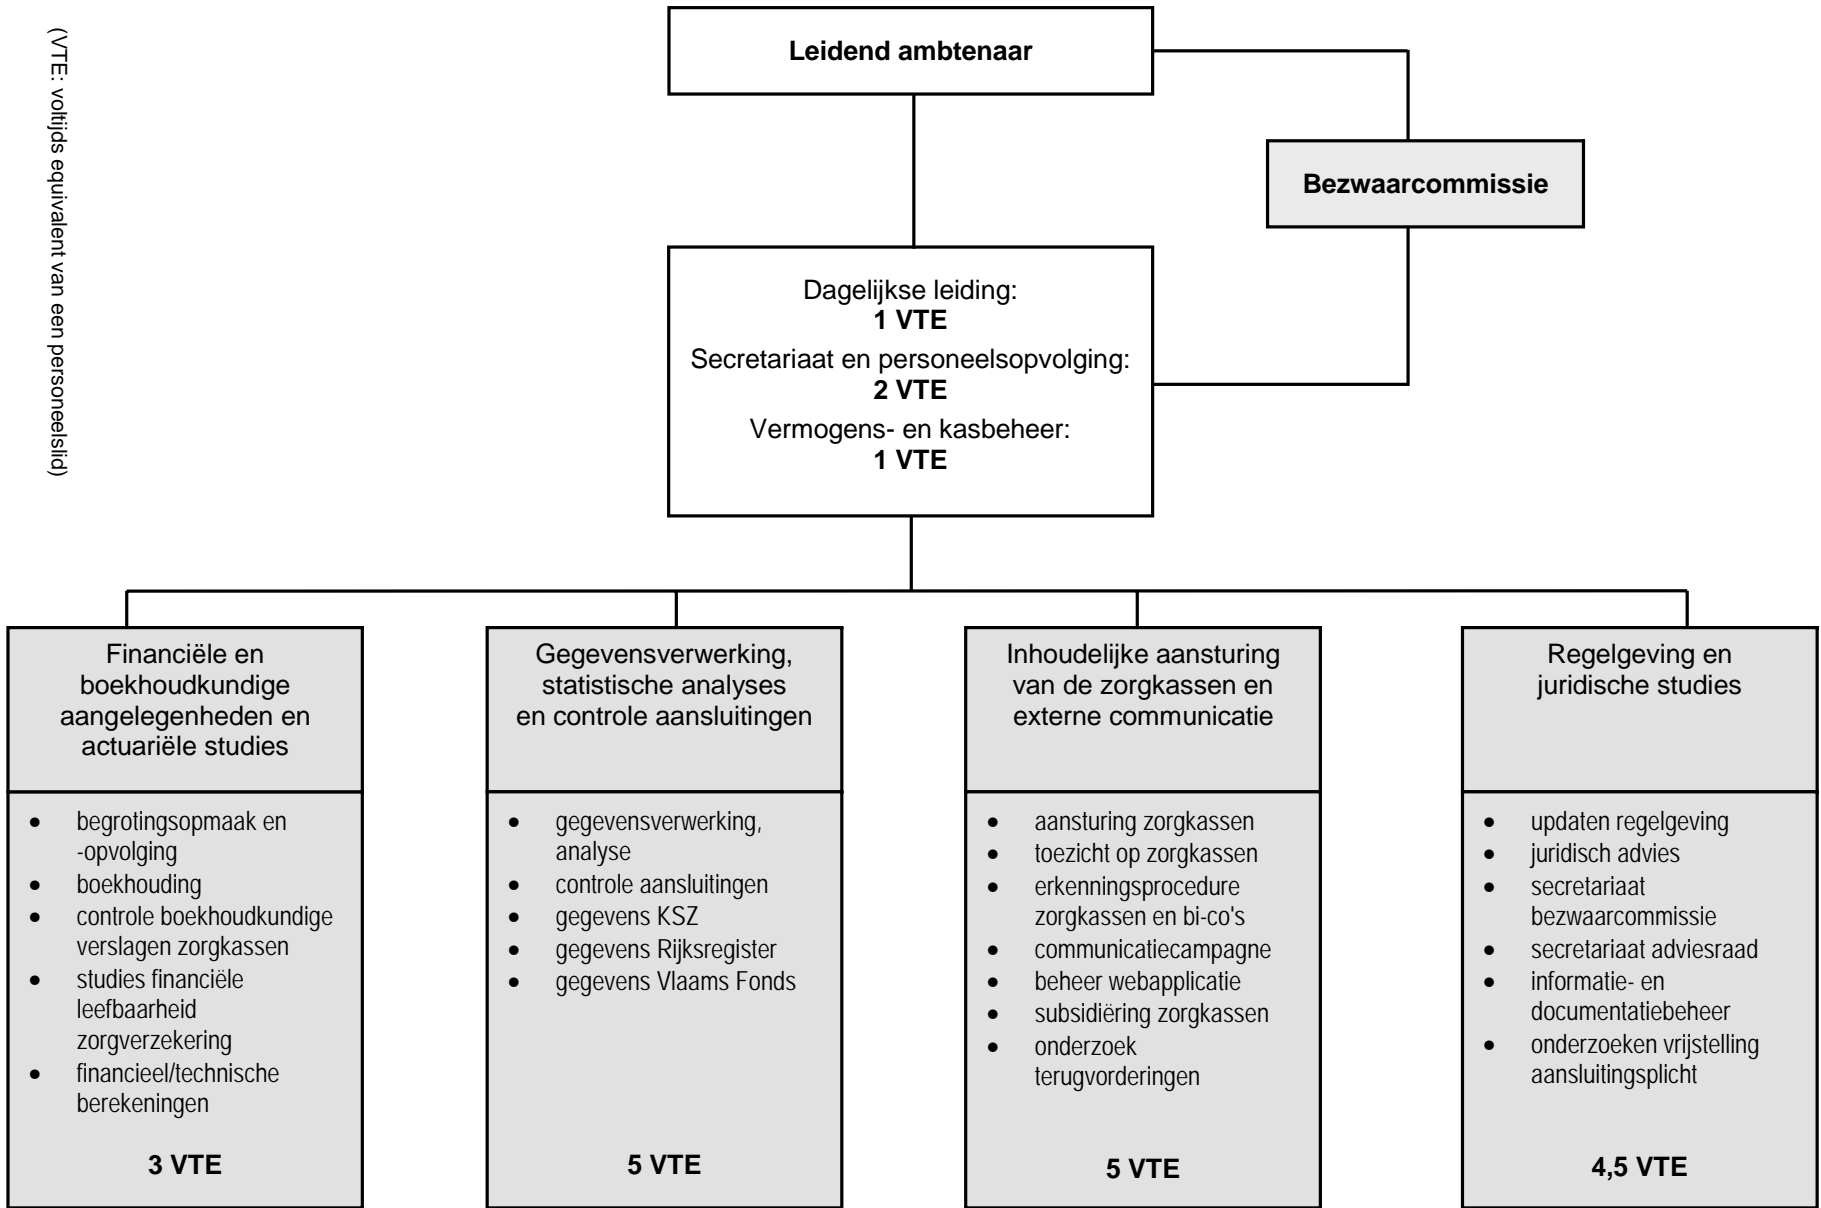 (VTE: voltijds equivalent van een personeelslid)
Leidend ambtenaar
Bezwaarcommissie
Dagelijkse leiding:
1 VTE
Secretariaat en personeelsopvolging:
2 VTE
Vermogens- en kasbeheer:
1 VTE
Financiële en
boekhoudkundige
aangelegenheden en
actuariële studies
• begrotingsopmaak en
-opvolging
• boekhouding
• controle boekhoudkundige
verslagen zorgkassen
• studies financiële
leefbaarheid
zorgverzekering
• financieel/technische
berekeningen
3 VTE
Gegevensverwerking,
statistische analyses
en controle aansluitingen
• gegevensverwerking,
analyse
• controle aansluitingen
• gegevens KSZ
• gegevens Rijksregister
• gegevens Vlaams Fonds
5 VTE
Inhoudelijke aansturing
van de zorgkassen en
externe communicatie
• aansturing zorgkassen
• toezicht op zorgkassen
• erkenningsprocedure
zorgkassen en bi-co's
• communicatiecampagne
• beheer webapplicatie
• subsidiëring zorgkassen
• onderzoek
terugvorderingen
5 VTE
Regelgeving en
juridische studies
• updaten regelgeving
• juridisch advies
• secretariaat
bezwaarcommissie
• secretariaat adviesraad
• informatie- en
documentatiebeheer
• onderzoeken vrijstelling
aansluitingsplicht
4,5 VTE